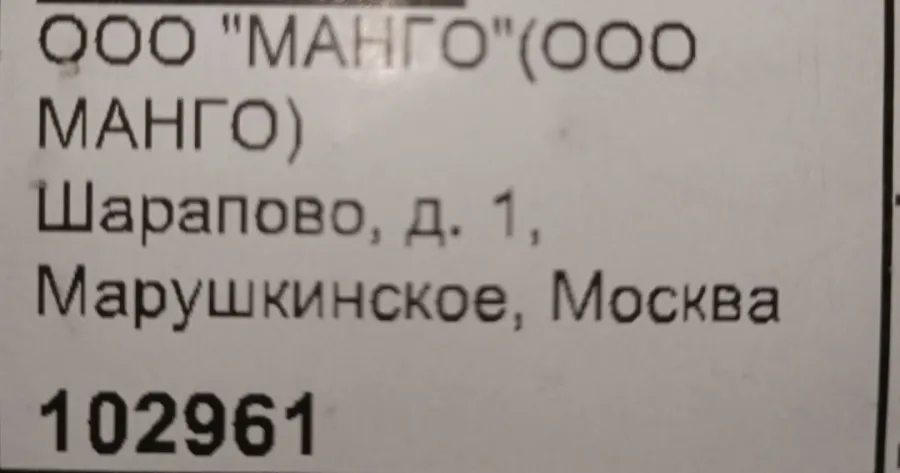 ООО "МАНГО"(ООО
МАНГО)
Шарапово, д. 1,
Марушкинское, Москва
102961